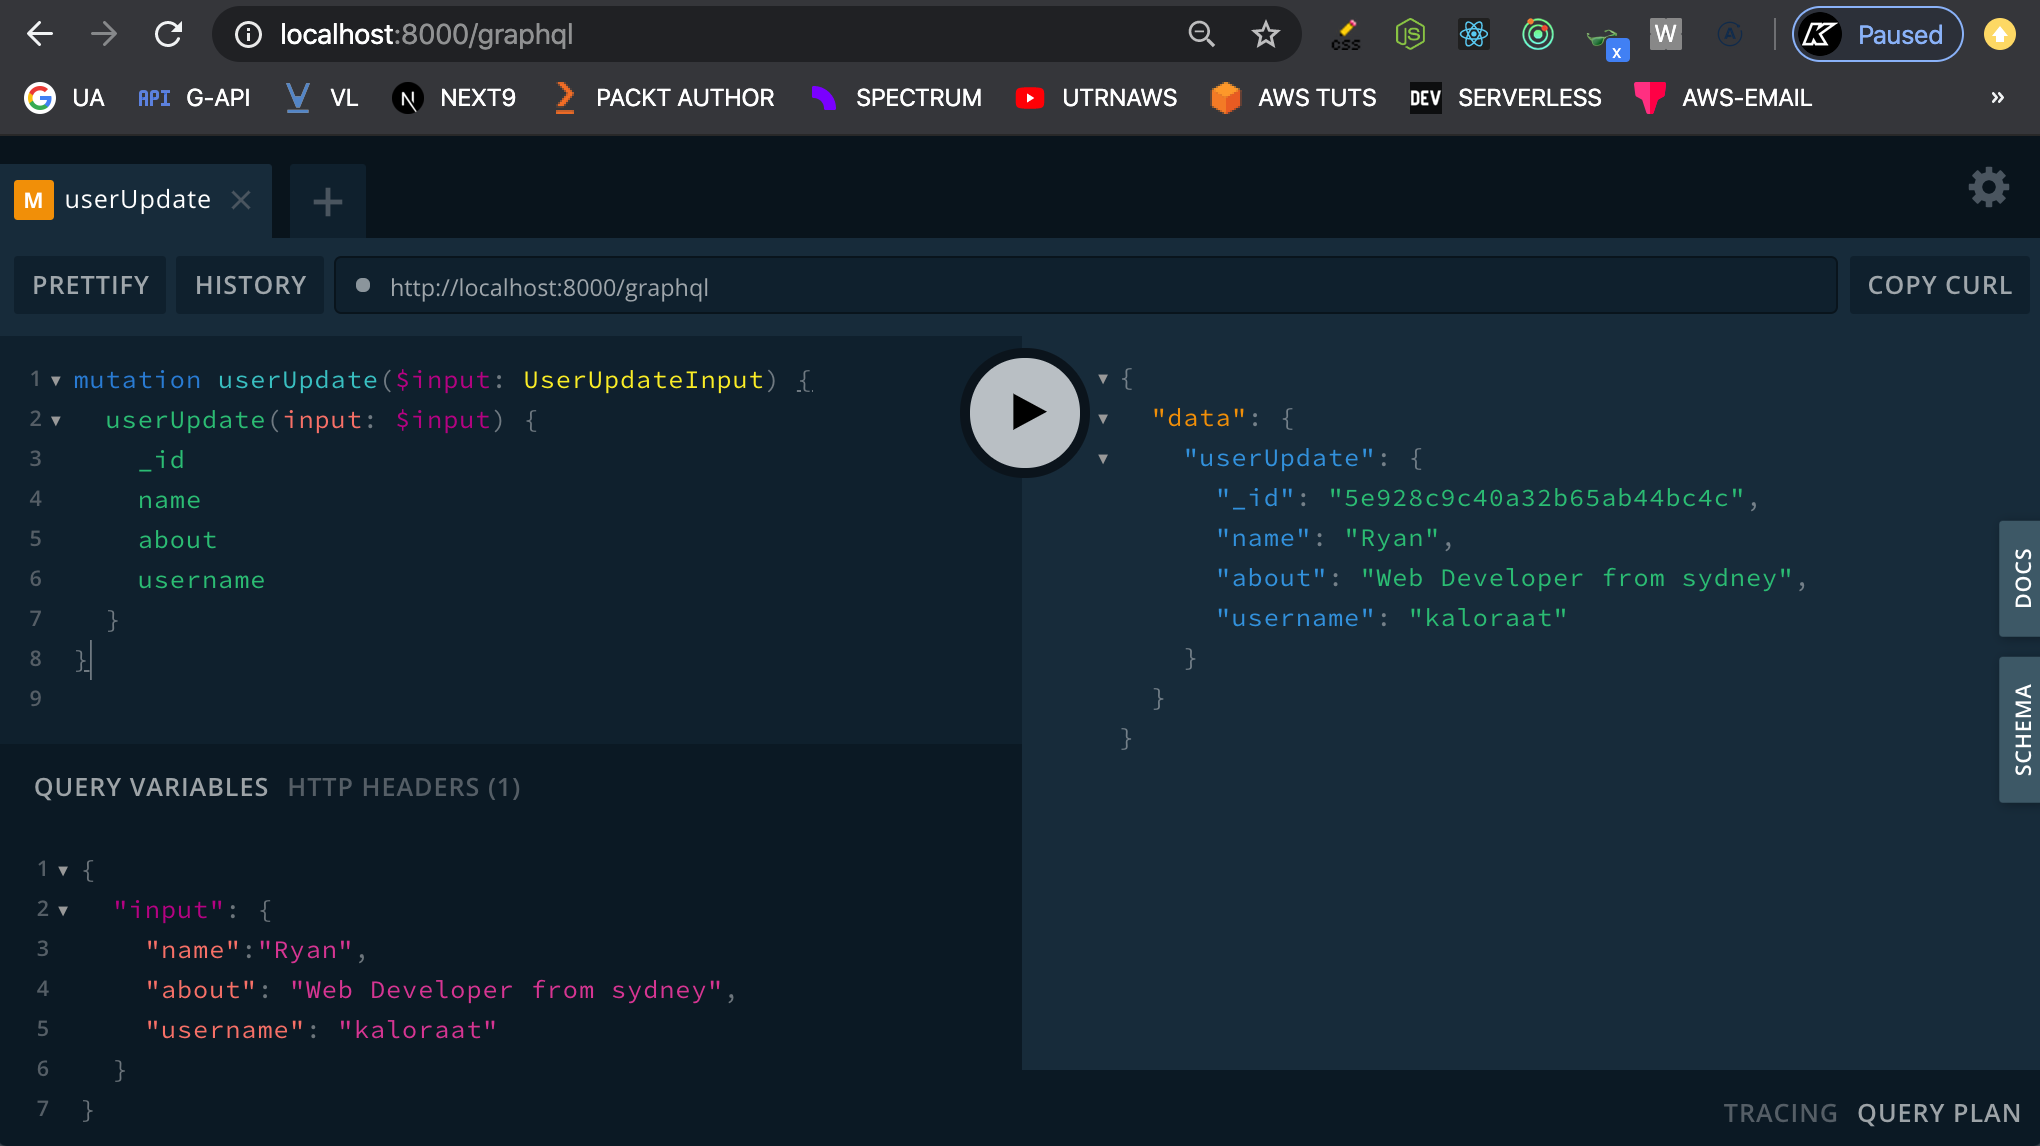 localhost:8000/graphql
css
JS
x
W
A
Paused
G UA
API G-API
VL
N NEXT9
PACKT AUTHOR
SPECTRUM
UTRNAWS
AWS TUTS
DEV SERVERLESS
AWS-EMAIL
»
M userUpdate
PRETTIFY
HISTORY
http://localhost:8000/graphql
COPY CURL
1 mutation userUpdate($input: UserUpdateInput) {
2 userUpdate(input: $input) {
3 _id
4 name
5 about
6 username
7 }
8 }
9
QUERY VARIABLES HTTP HEADERS (1)
1 {
2 "input": {
3 "name":"Ryan",
4 "about": "Web Developer from sydney",
5 "username": "kaloraat"
6 }
7 }
{
"data": {
"userUpdate": {
"_id": "5e928c9c40a32b65ab44bc4c",
"name": "Ryan",
"about": "Web Developer from sydney",
"username": "kaloraat"
}
}
}
DOCS
SCHEMA
TRACING QUERY PLAN